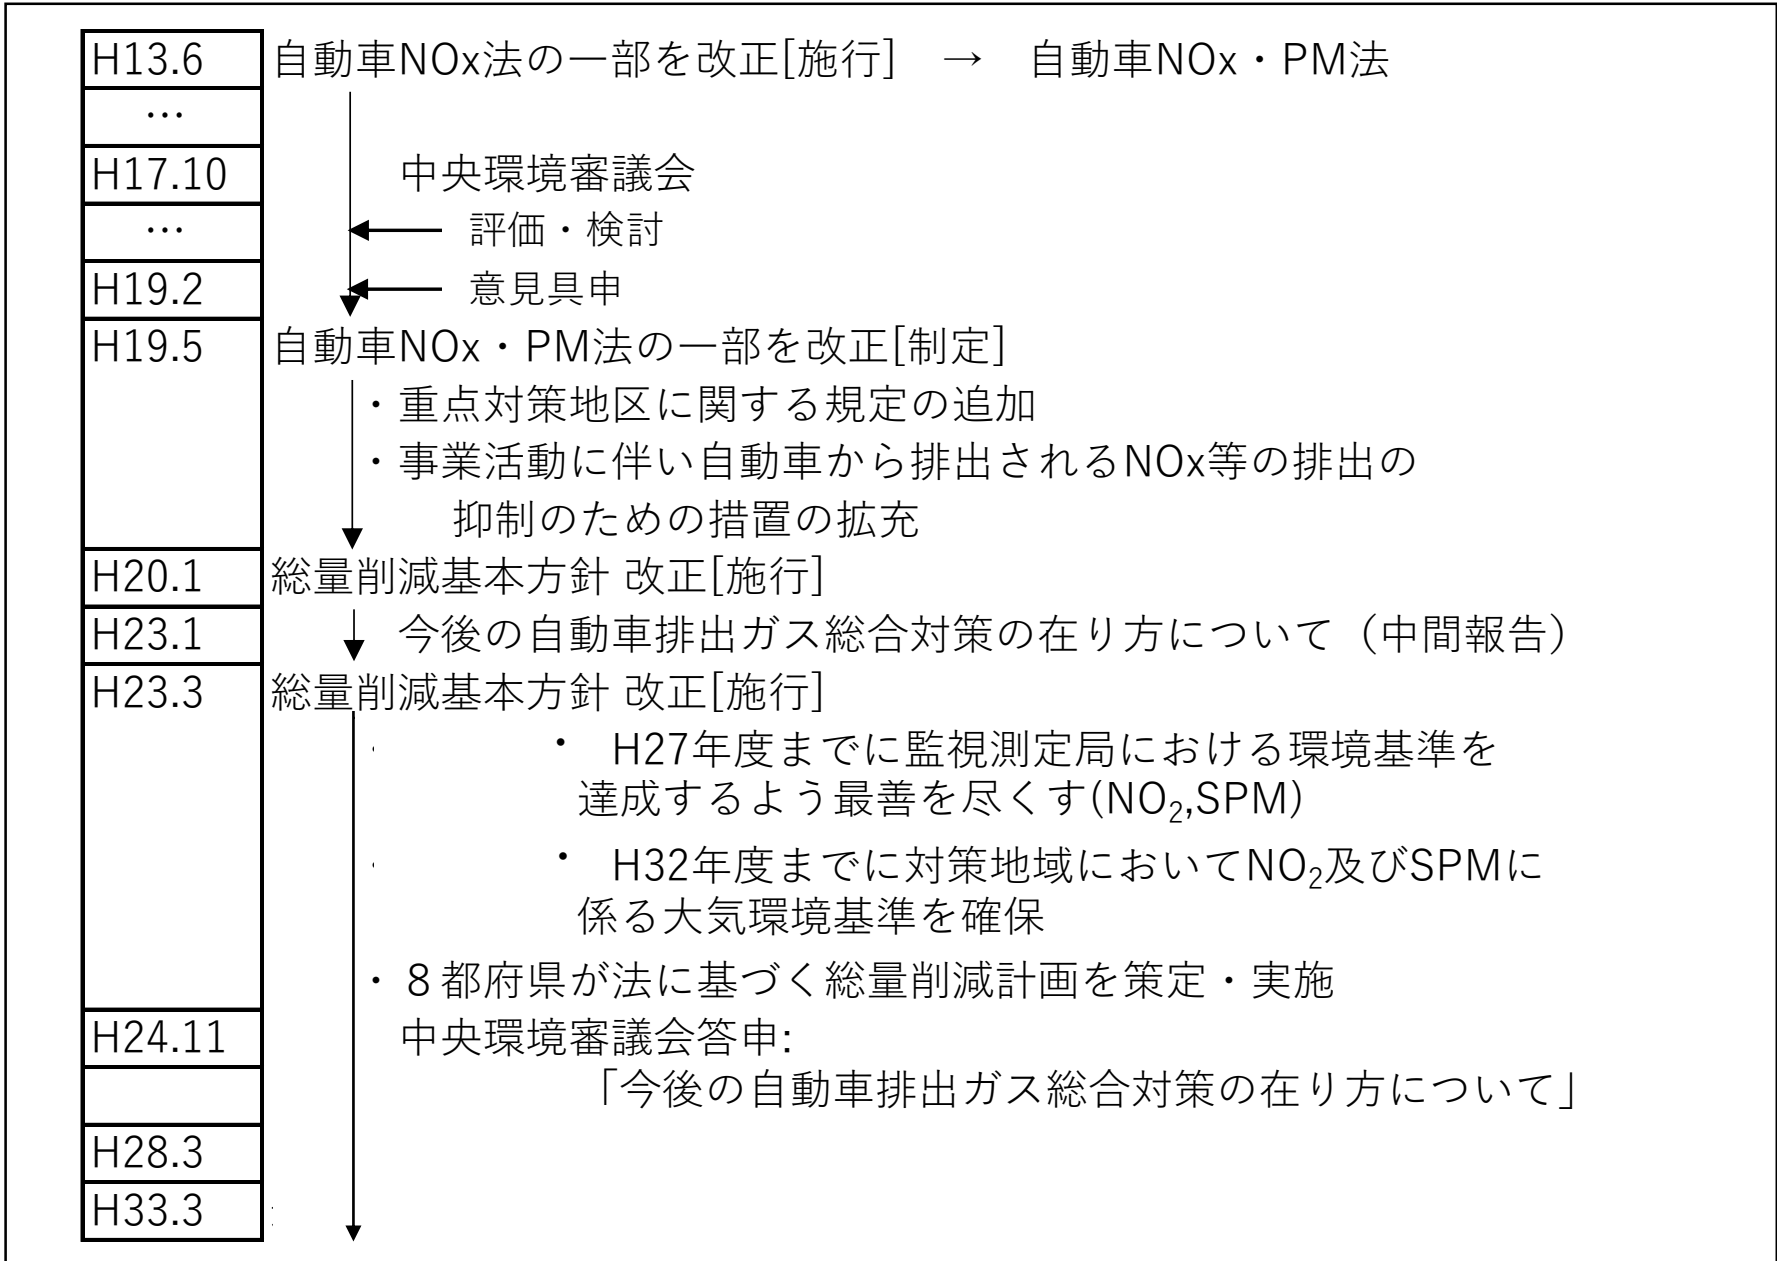 H13.6 自動車NOx法の一部を改正[施行] → 自動車NOx・PM法
…
H17.10 中央環境審議会
… 評価・検討
H19.2 意見具申
H19.5 自動車NOx・PM法の一部を改正[制定]
・重点対策地区に関する規定の追加
・事業活動に伴い自動車から排出されるNOx等の排出の
抑制のための措置の拡充
H20.1 総量削減基本方針 改正[施行]
H23.1 今後の自動車排出ガス総合対策の在り方について（中間報告）
H23.3 総量削減基本方針 改正[施行]
・ H27年度までに監視測定局における環境基準を
達成するよう最善を尽くす(NO₂,SPM)
・ H32年度までに対策地域においてNO₂及びSPMに
係る大気環境基準を確保
・８都府県が法に基づく総量削減計画を策定・実施
H24.11 中央環境審議会答申:
「今後の自動車排出ガス総合対策の在り方について」
H28.3
H33.3